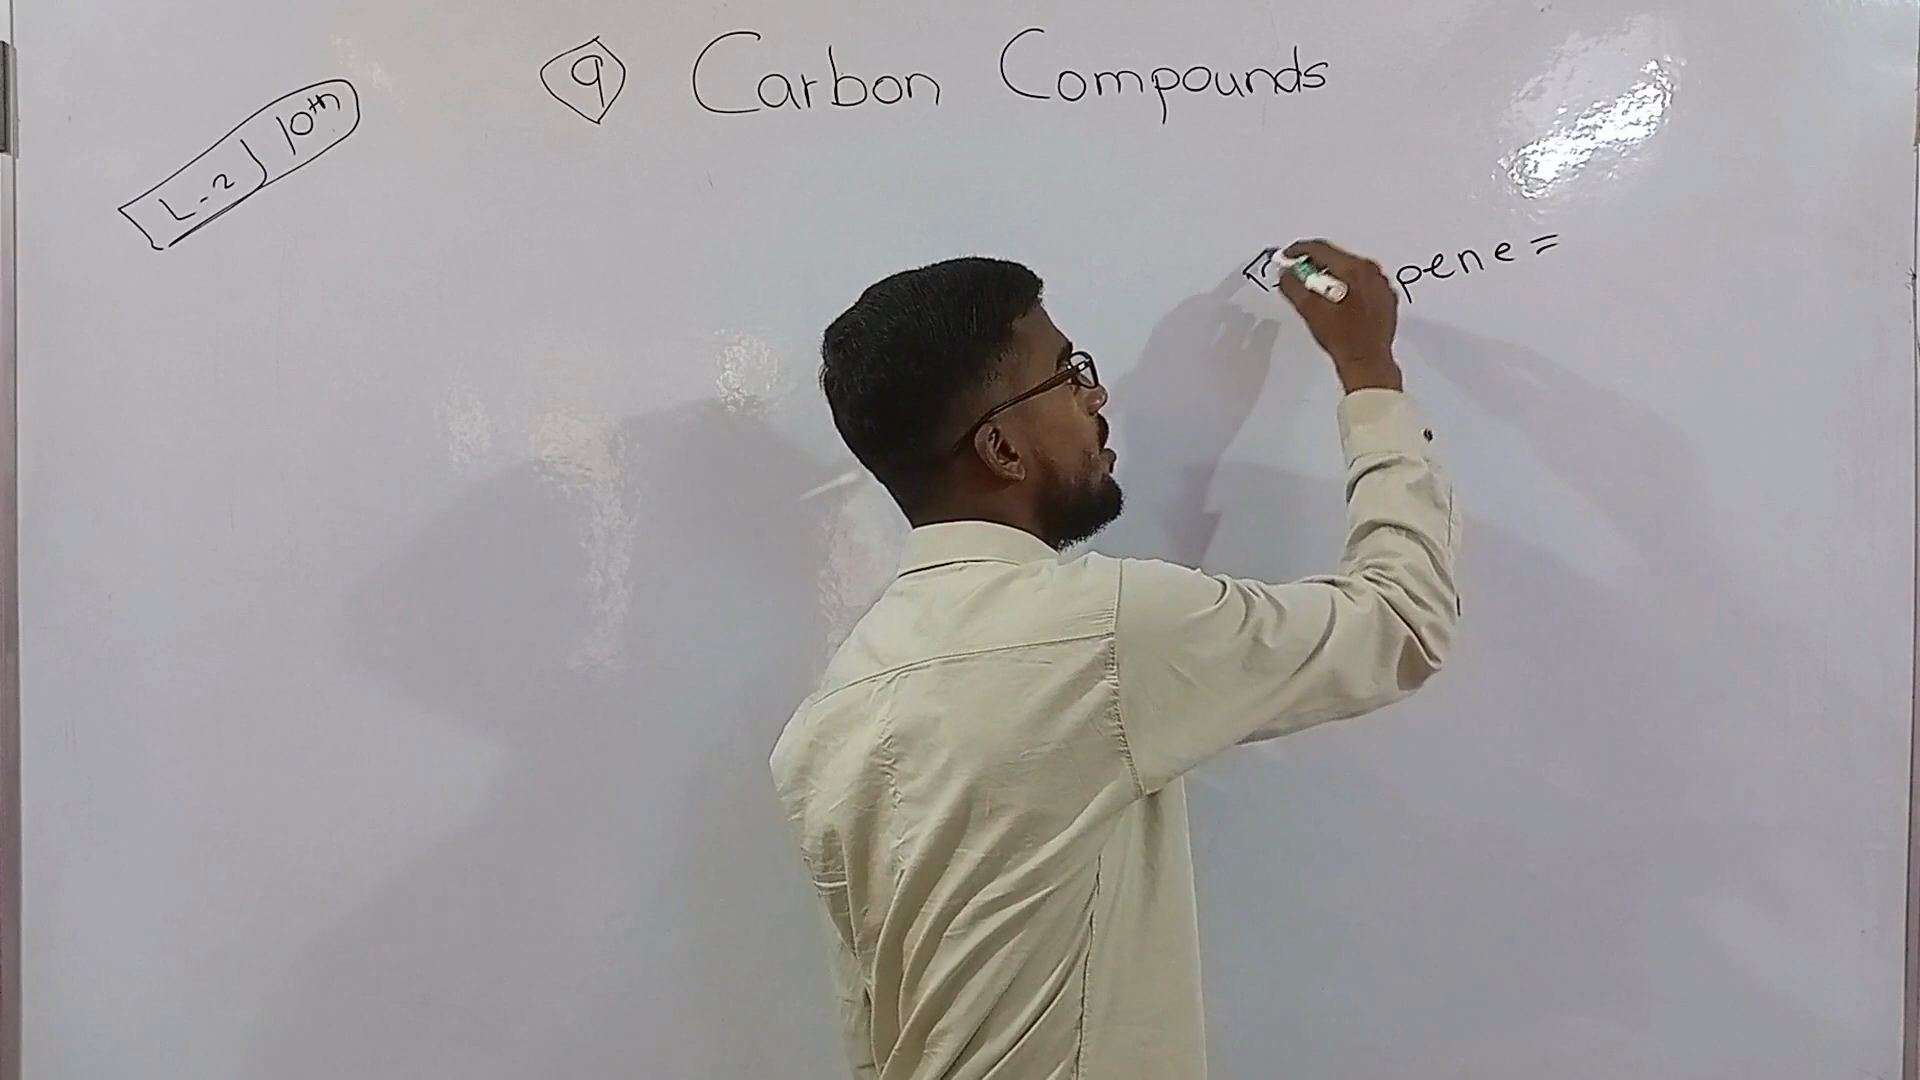 9 Carbon Compounds
L-2 10th
pene =